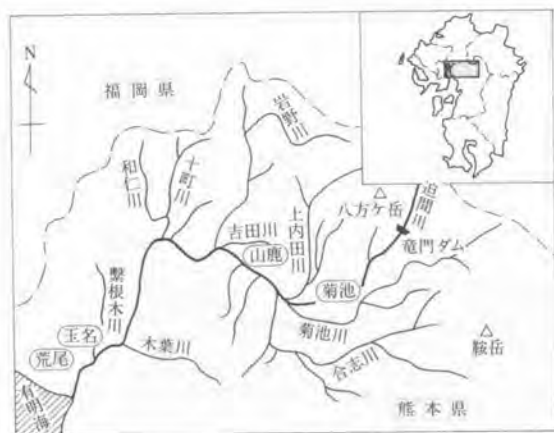 N
福岡県
岩野川
和仁川
十町川
迫間川
八方ケ岳
吉田川
上内田川
竜門ダム
山鹿
菊池
繫根木川
菊池川
玉名
木葉川
鞍岳
合志川
荒尾
有明海
熊本県